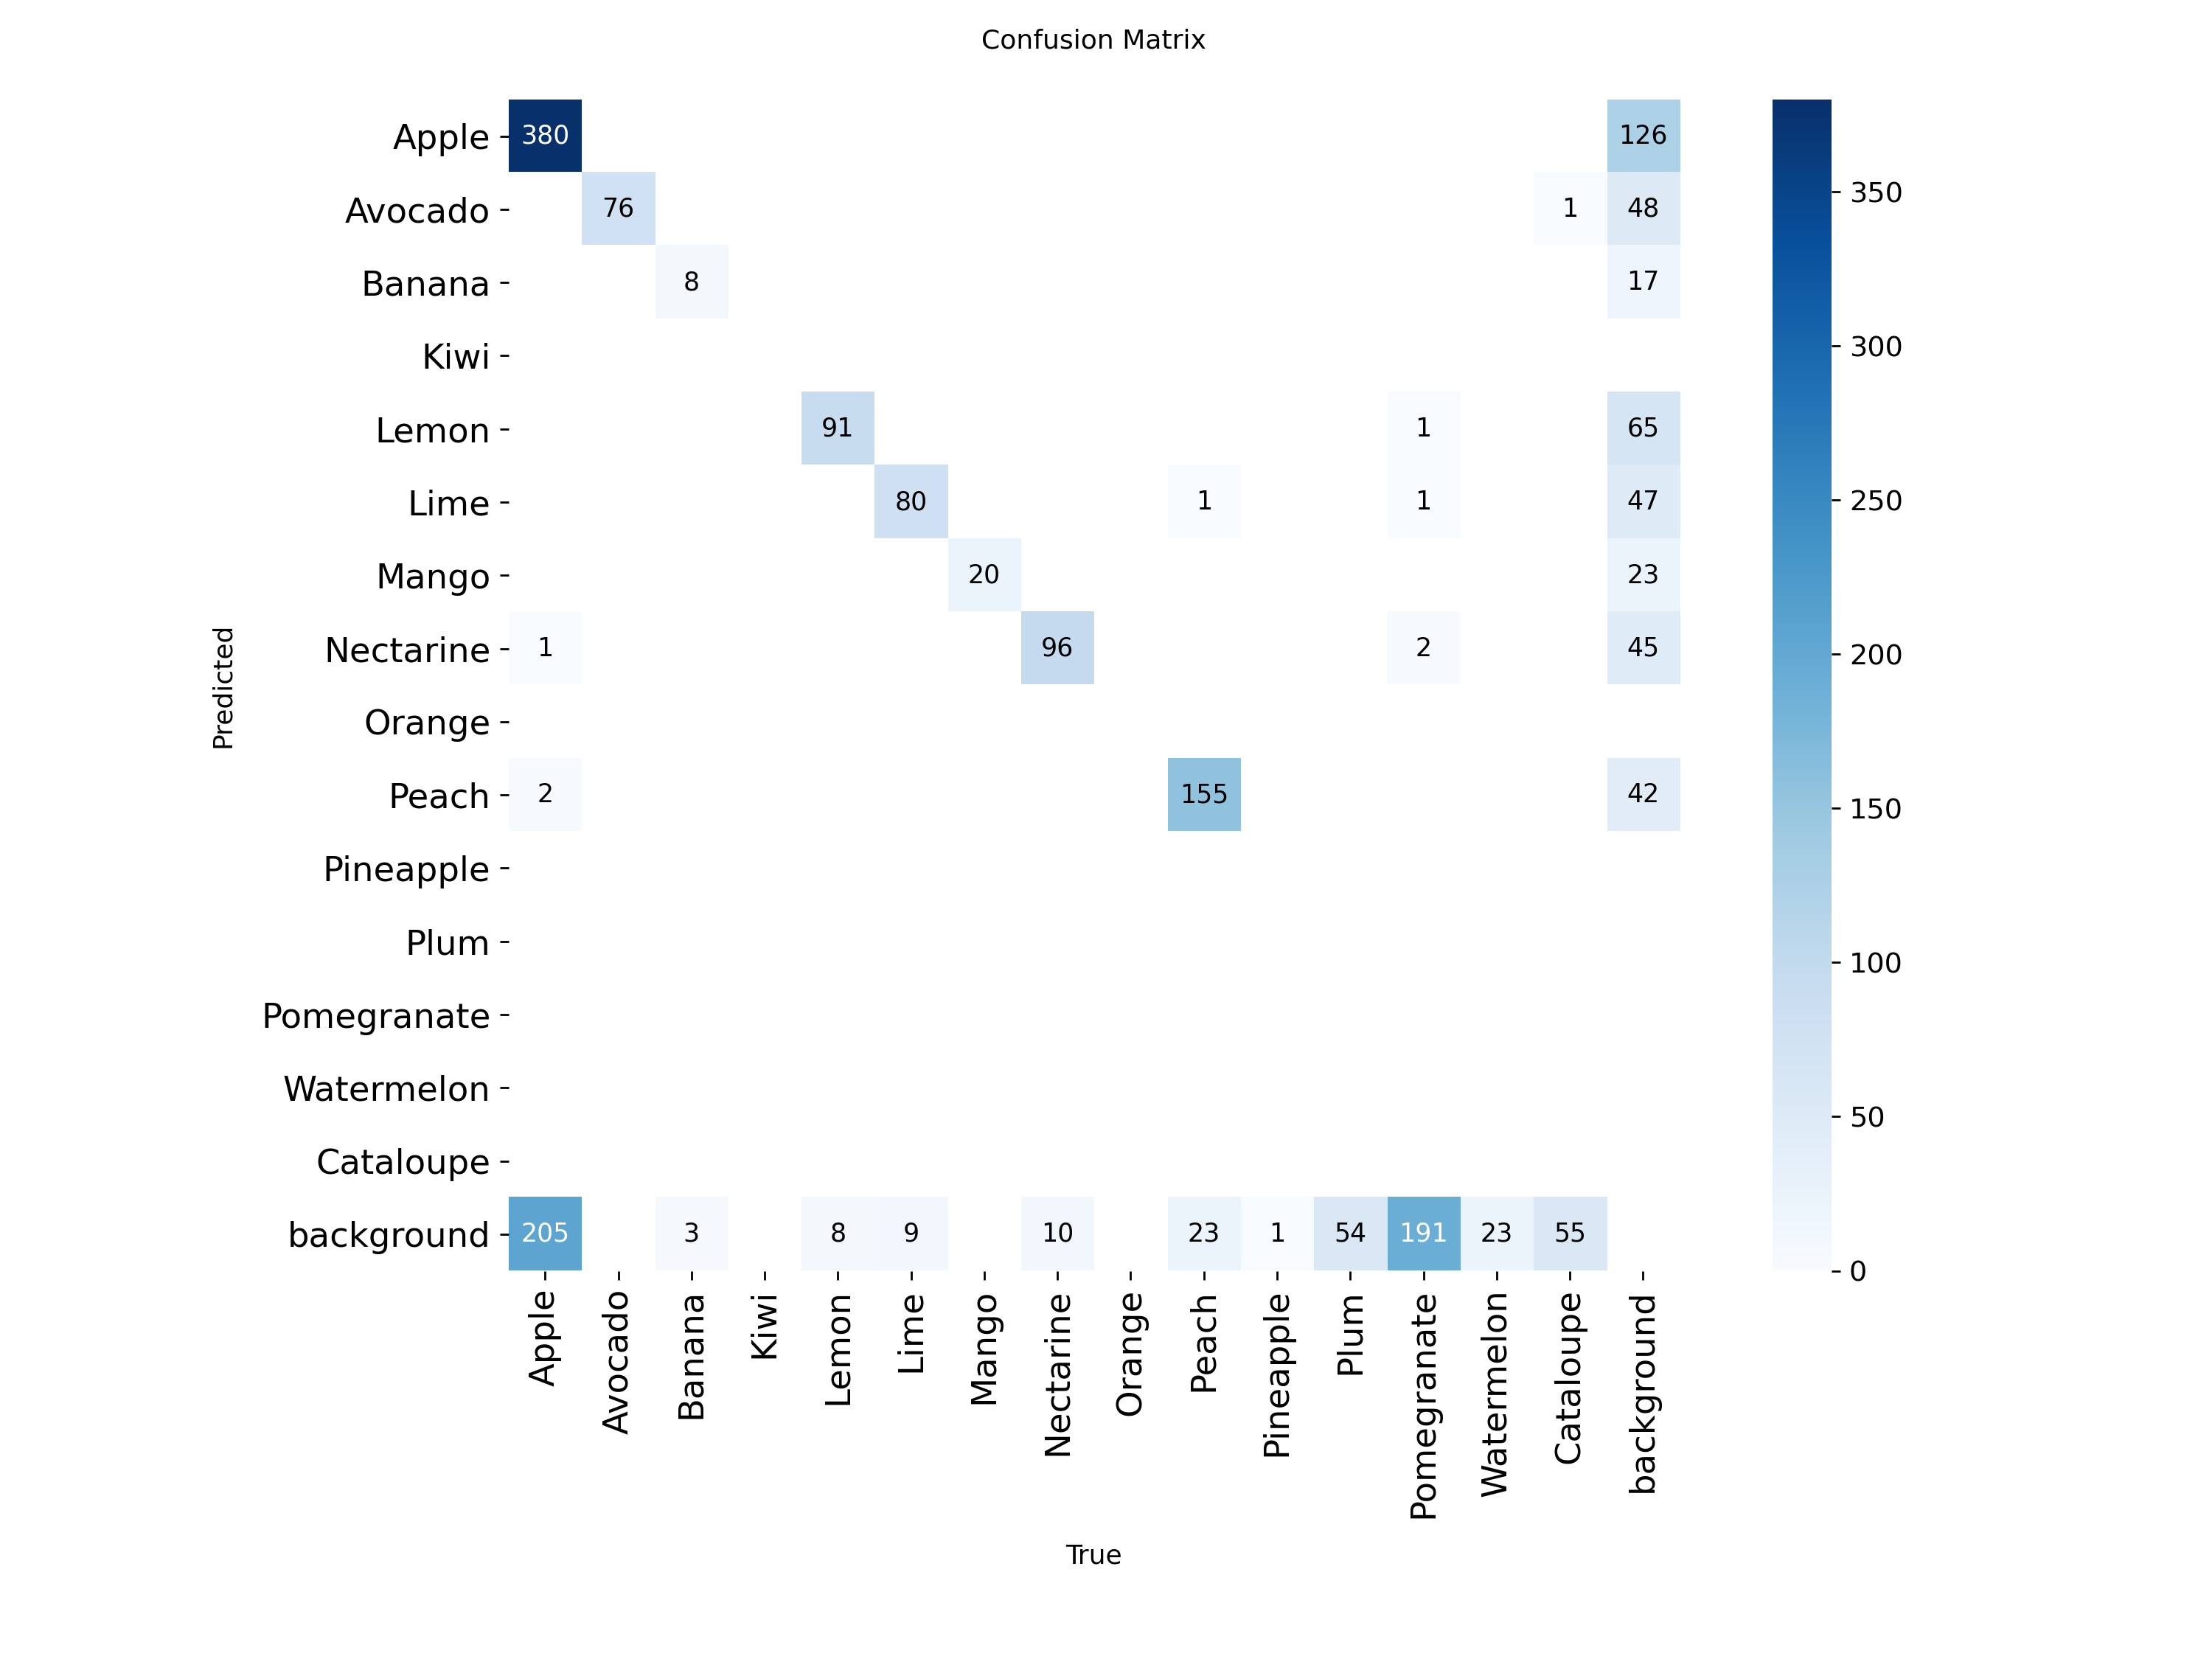 Confusion Matrix
Apple 380 126
Avocado 76 1 48
Banana 8 17
Kiwi
Lemon 91 1 65
Lime 80 1 1 47
Mango 20 23
Nectarine 1 96 2 45
Orange
Peach 2 155 42
Pineapple
Plum
Pomegranate
Watermelon
Cataloupe
background 205 3 8 9 10 23 1 54 191 23 55
Predicted
Apple Avocado Banana Kiwi Lemon Lime Mango Nectarine Orange Peach Pineapple Plum Pomegranate Watermelon Cataloupe background
True
350
300
250
200
150
100
50
0